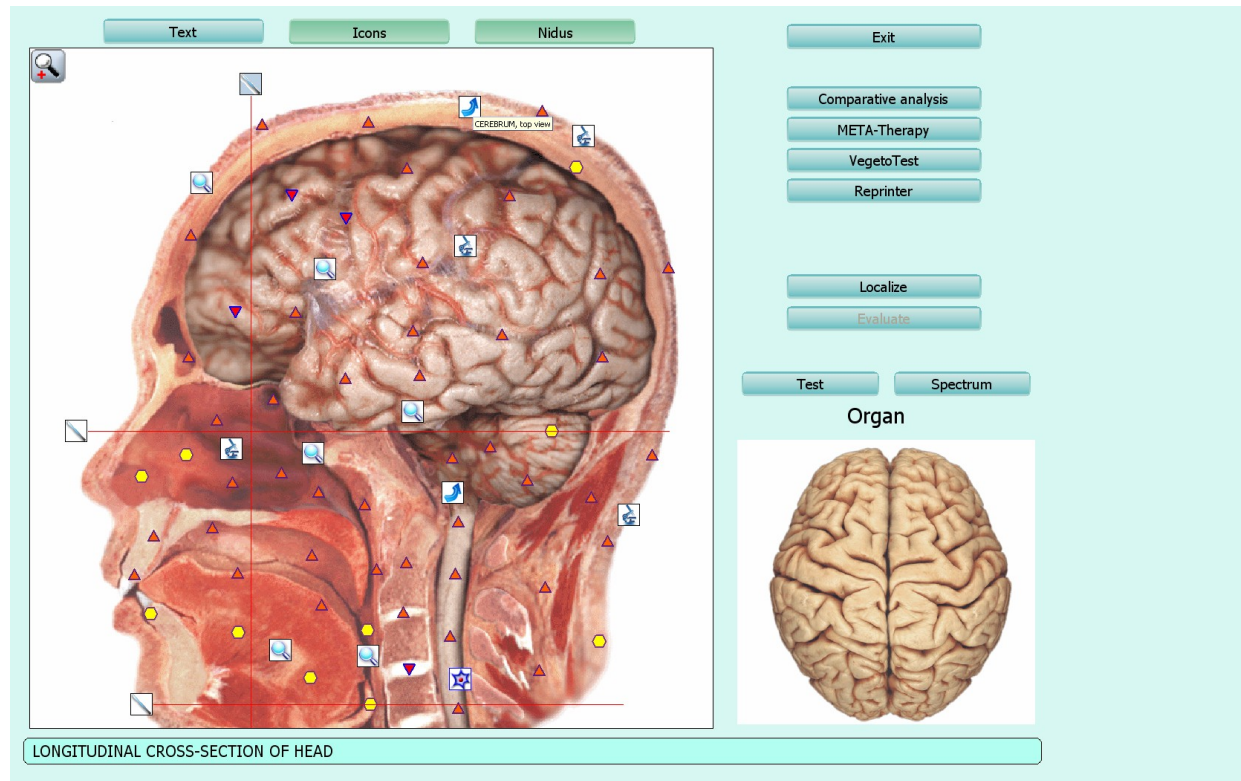 Text
Icons
Nidus
Exit
CEREBRUM, top view
Comparative analysis
META-Therapy
VegetoTest
Reprinter
Localize
Evaluate
Test
Spectrum
Organ
LONGITUDINAL CROSS-SECTION OF HEAD